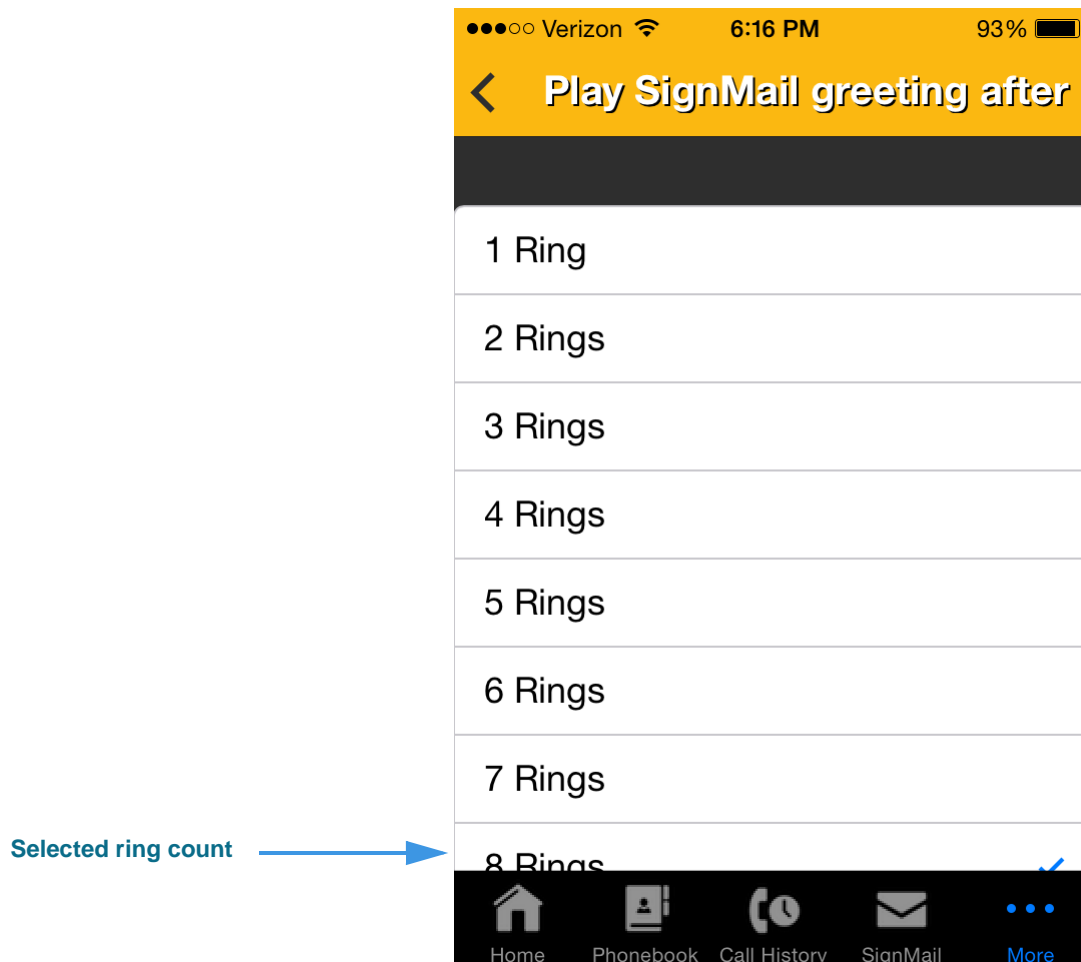 Verizon 6:16 PM 93%
Play SignMail greeting after
1 Ring
2 Rings
3 Rings
4 Rings
5 Rings
6 Rings
7 Rings
Selected ring count
8 Rings
Home Phonebook Call History SignMail More